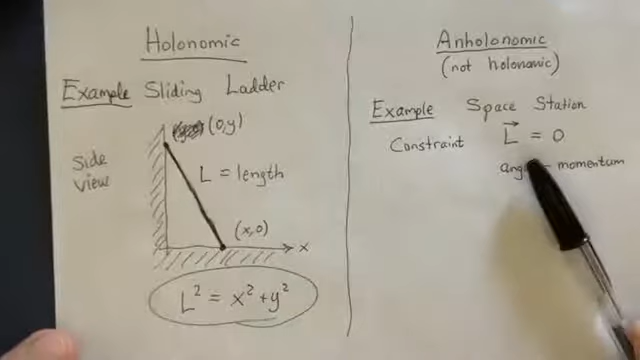 Holonomic
Example Sliding Ladder
(0,y)
Side
view
L = length
(x,0)
x
L² = x² + y²
Anholonomic
(not holonomic)
Example Space Station
Constraint L⃗ = 0
momentum